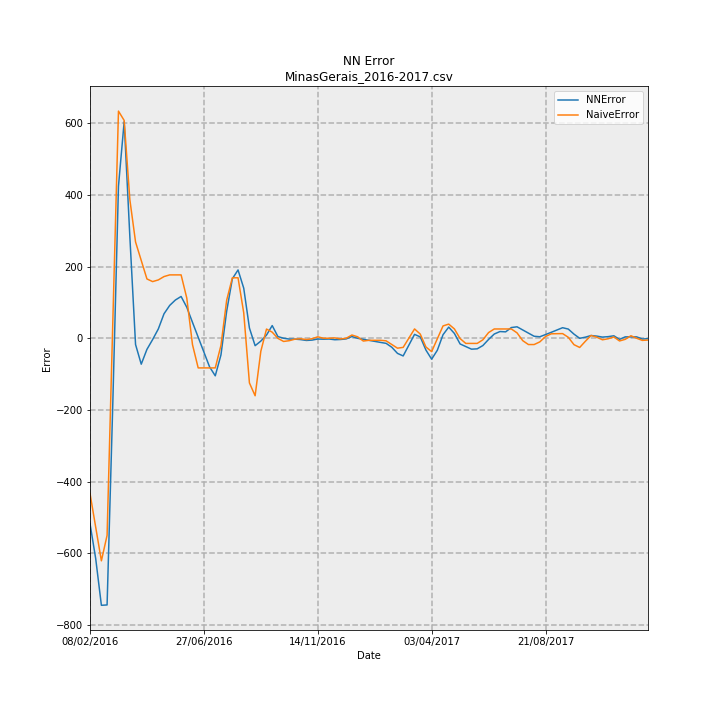 NN Error
MinasGerais_2016-2017.csv
NNError
NaiveError
600
400
200
0
−200
−400
−600
−800
Error
08/02/2016
27/06/2016
14/11/2016
03/04/2017
21/08/2017
Date